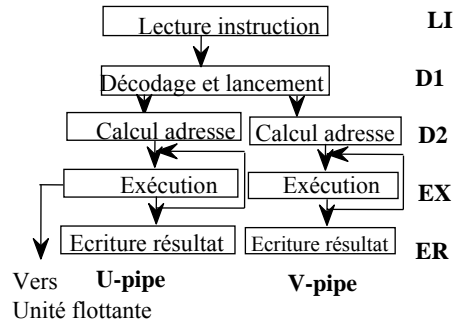 Lecture instruction LI
Décodage et lancement D1
Calcul adresse Calcul adresse D2
Exécution Exécution EX
Ecriture résultat Ecriture résultat ER
Vers U-pipe V-pipe
Unité flottante